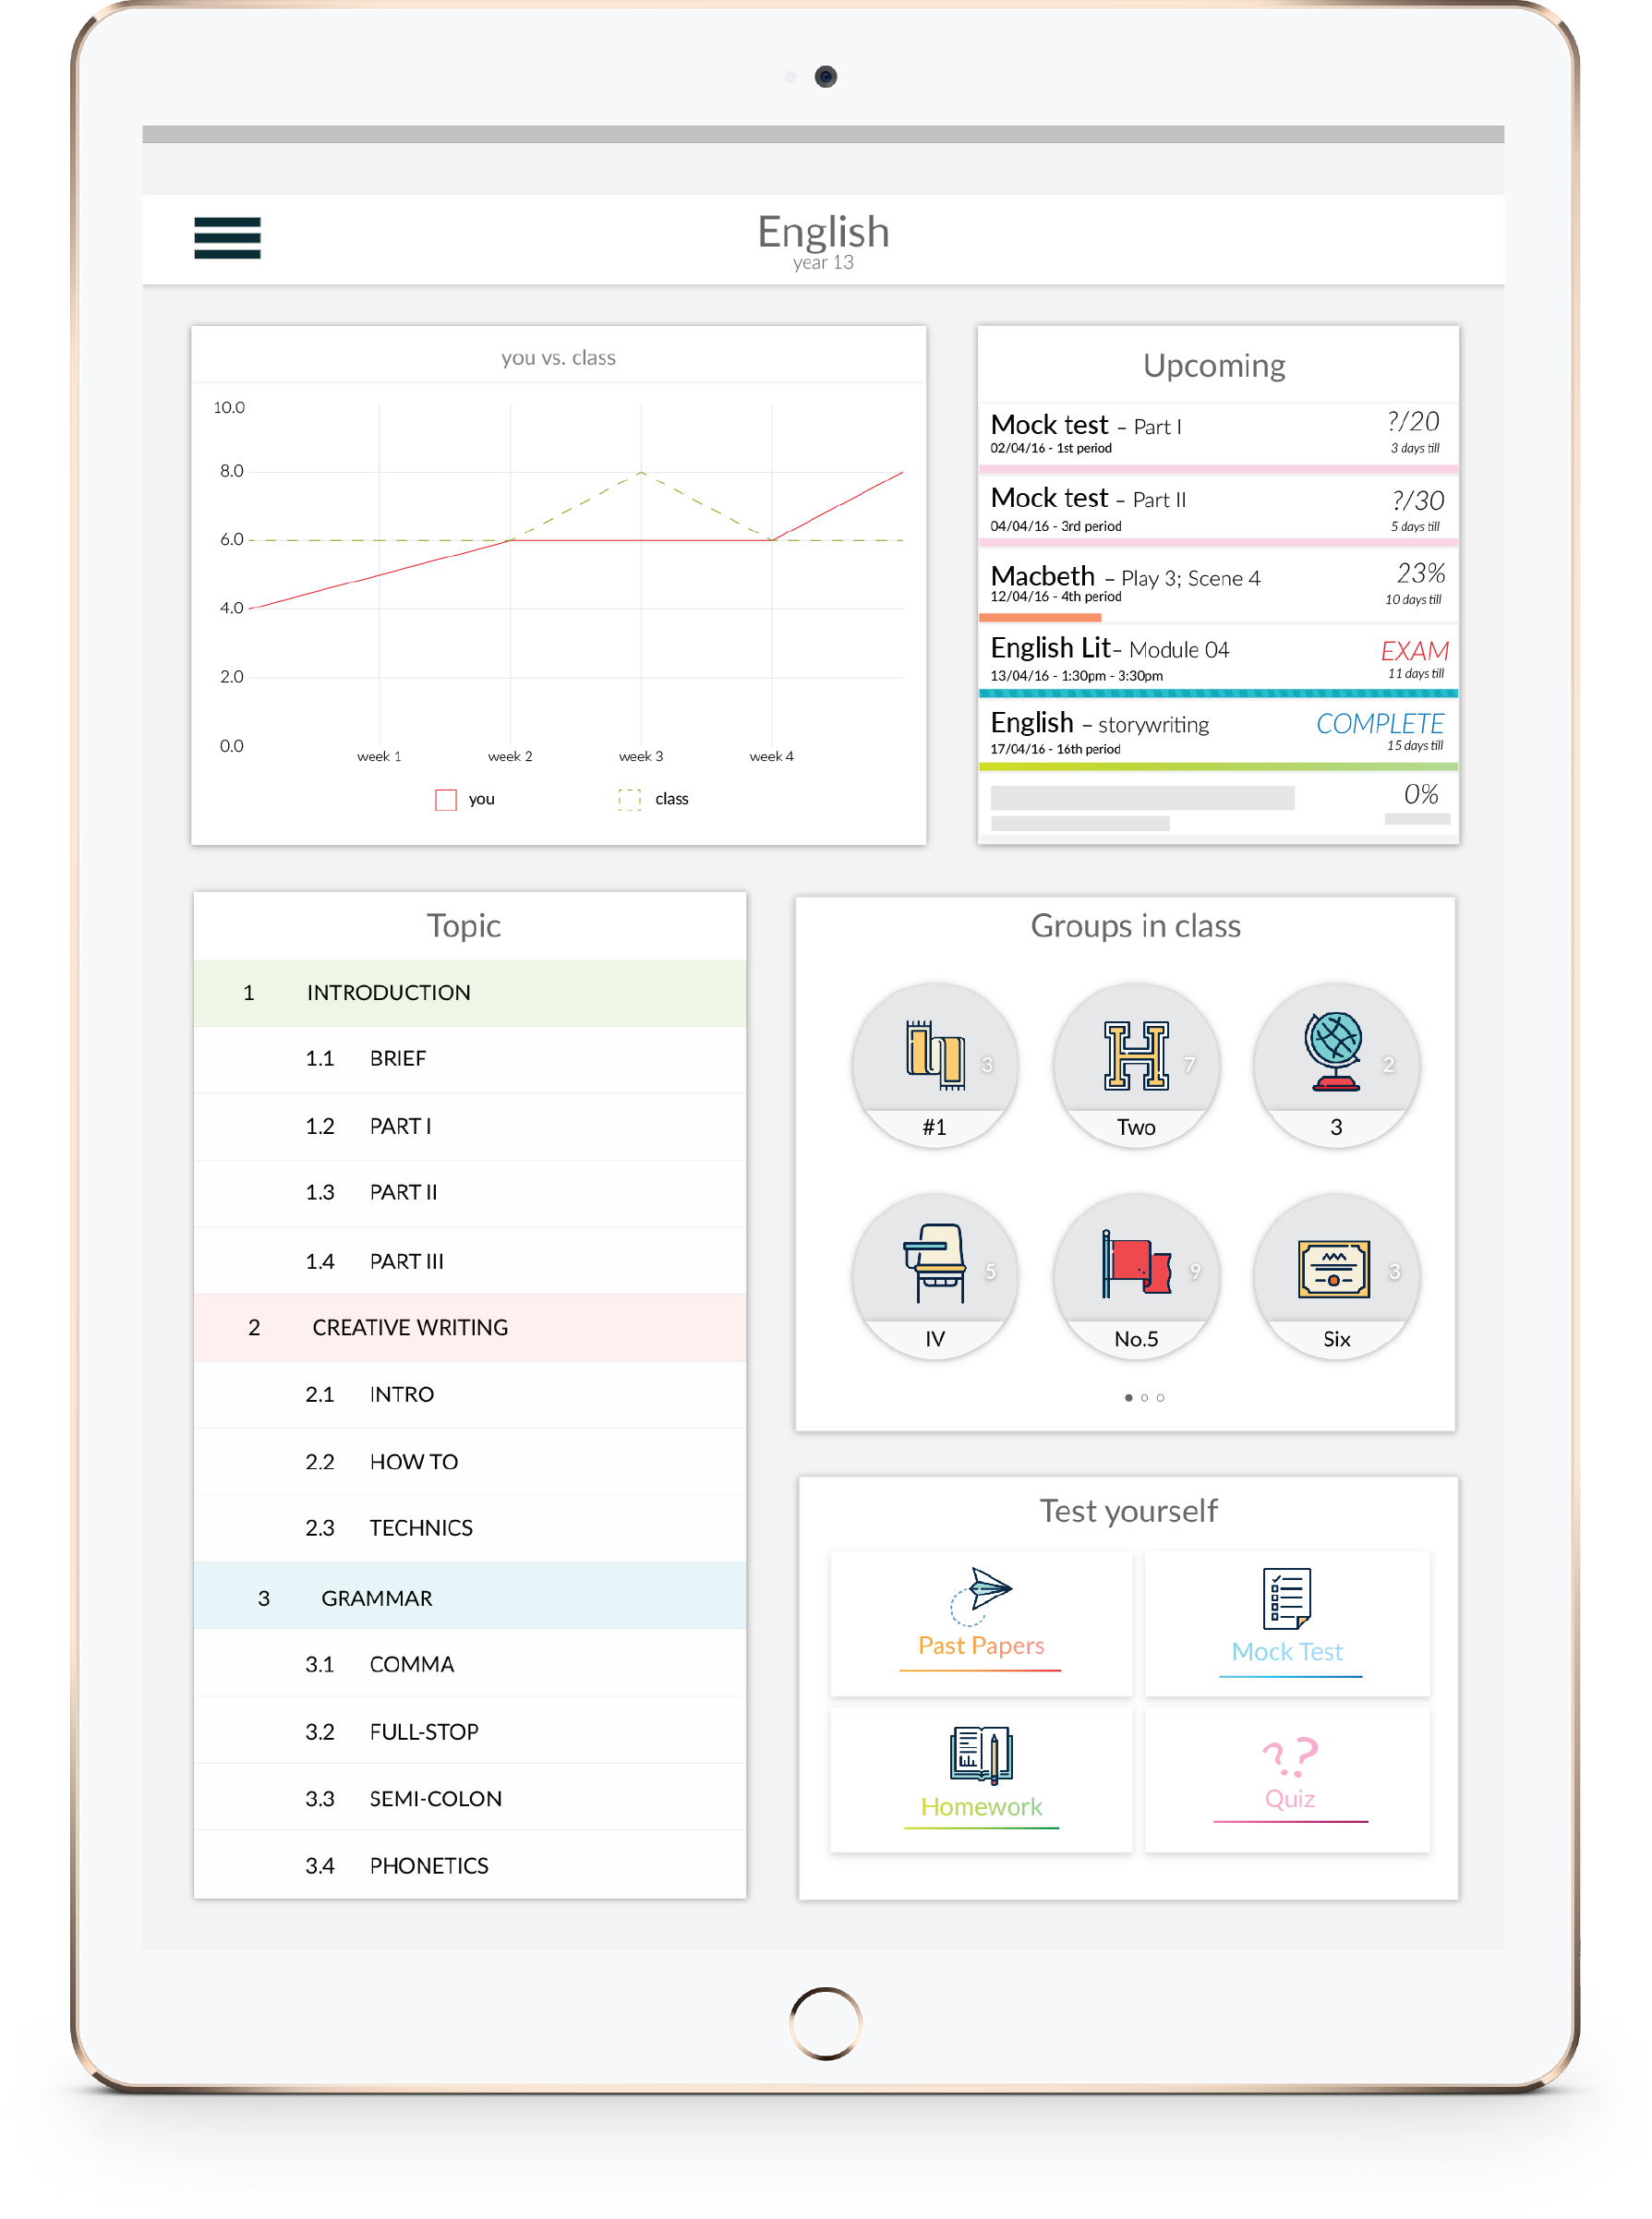 English
year 13
you vs. class
10.0
8.0
6.0
4.0
2.0
0.0
week 1 week 2 week 3 week 4
you class
Upcoming
Mock test – Part I ?/20
02/04/16 - 1st period 3 days till
Mock test – Part II ?/30
04/04/16 - 3rd period 5 days till
Macbeth – Play 3; Scene 4 23%
12/04/16 - 4th period 10 days till
English Lit– Module 04 EXAM
13/04/16 - 1:30pm - 3:30pm 11 days till
English – storywriting COMPLETE
17/04/16 - 16th period 15 days till
0%
Topic
1 INTRODUCTION
1.1 BRIEF
1.2 PART I
1.3 PART II
1.4 PART III
2 CREATIVE WRITING
2.1 INTRO
2.2 HOW TO
2.3 TECHNICS
3 GRAMMAR
3.1 COMMA
3.2 FULL-STOP
3.3 SEMI-COLON
3.4 PHONETICS
Groups in class
H
3 7 2
#1 Two 3
5 9 3
IV No.5 Six
Test yourself
Past Papers Mock Test
? ?
Homework Quiz